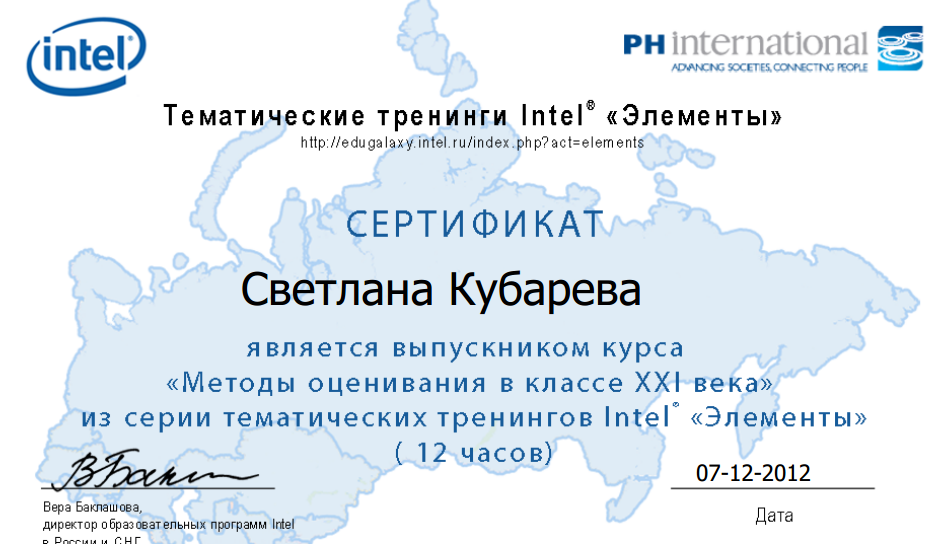 intel®
PH international
ADVANCING SOCIETIES, CONNECTING PEOPLE
Тематические тренинги Intel® «Элементы»
http://edugalaxy.intel.ru/index.php?act=elements
СЕРТИФИКАТ
Светлана Кубарева
является выпускником курса
«Методы оценивания в классе XXI века»
из серии тематических тренингов Intel® «Элементы»
( 12 часов)
07-12-2012
Дата
Вера Баклашова,
директор образовательных программ Intel
в России и СНГ